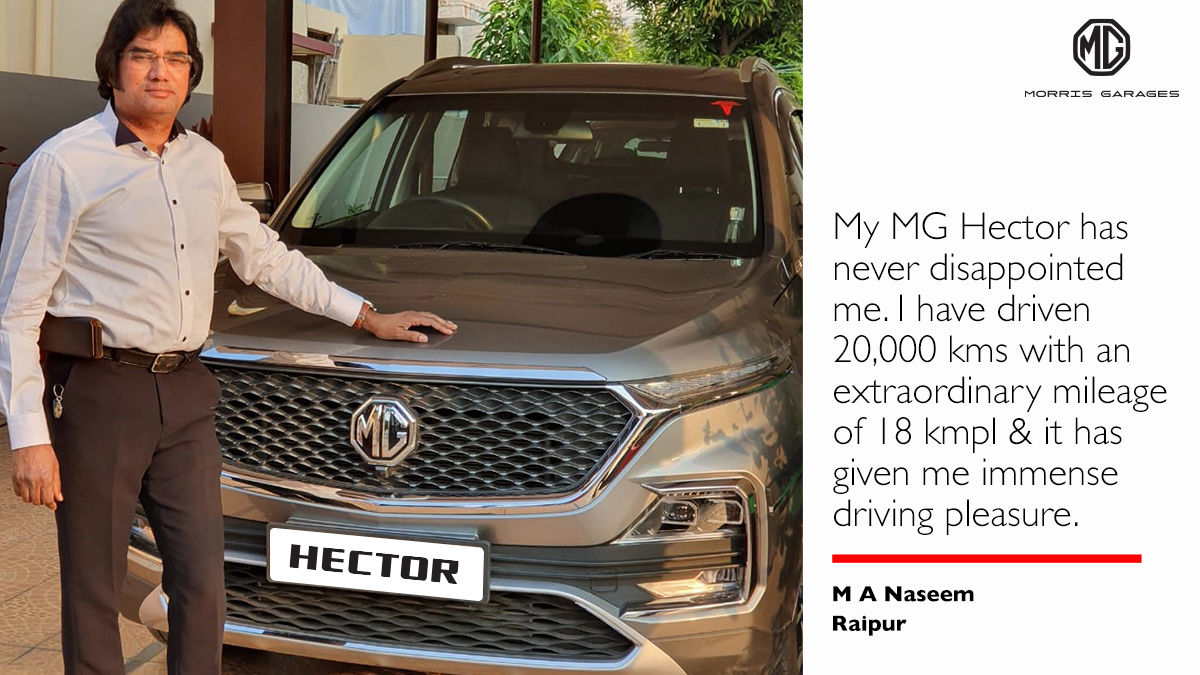 MG
MORRIS GARAGES
My MG Hector has
never disappointed
me. I have driven
20,000 kms with an
extraordinary mileage
of 18 kmpl & it has
given me immense
driving pleasure.
M A Naseem
Raipur
MG
HECTOR